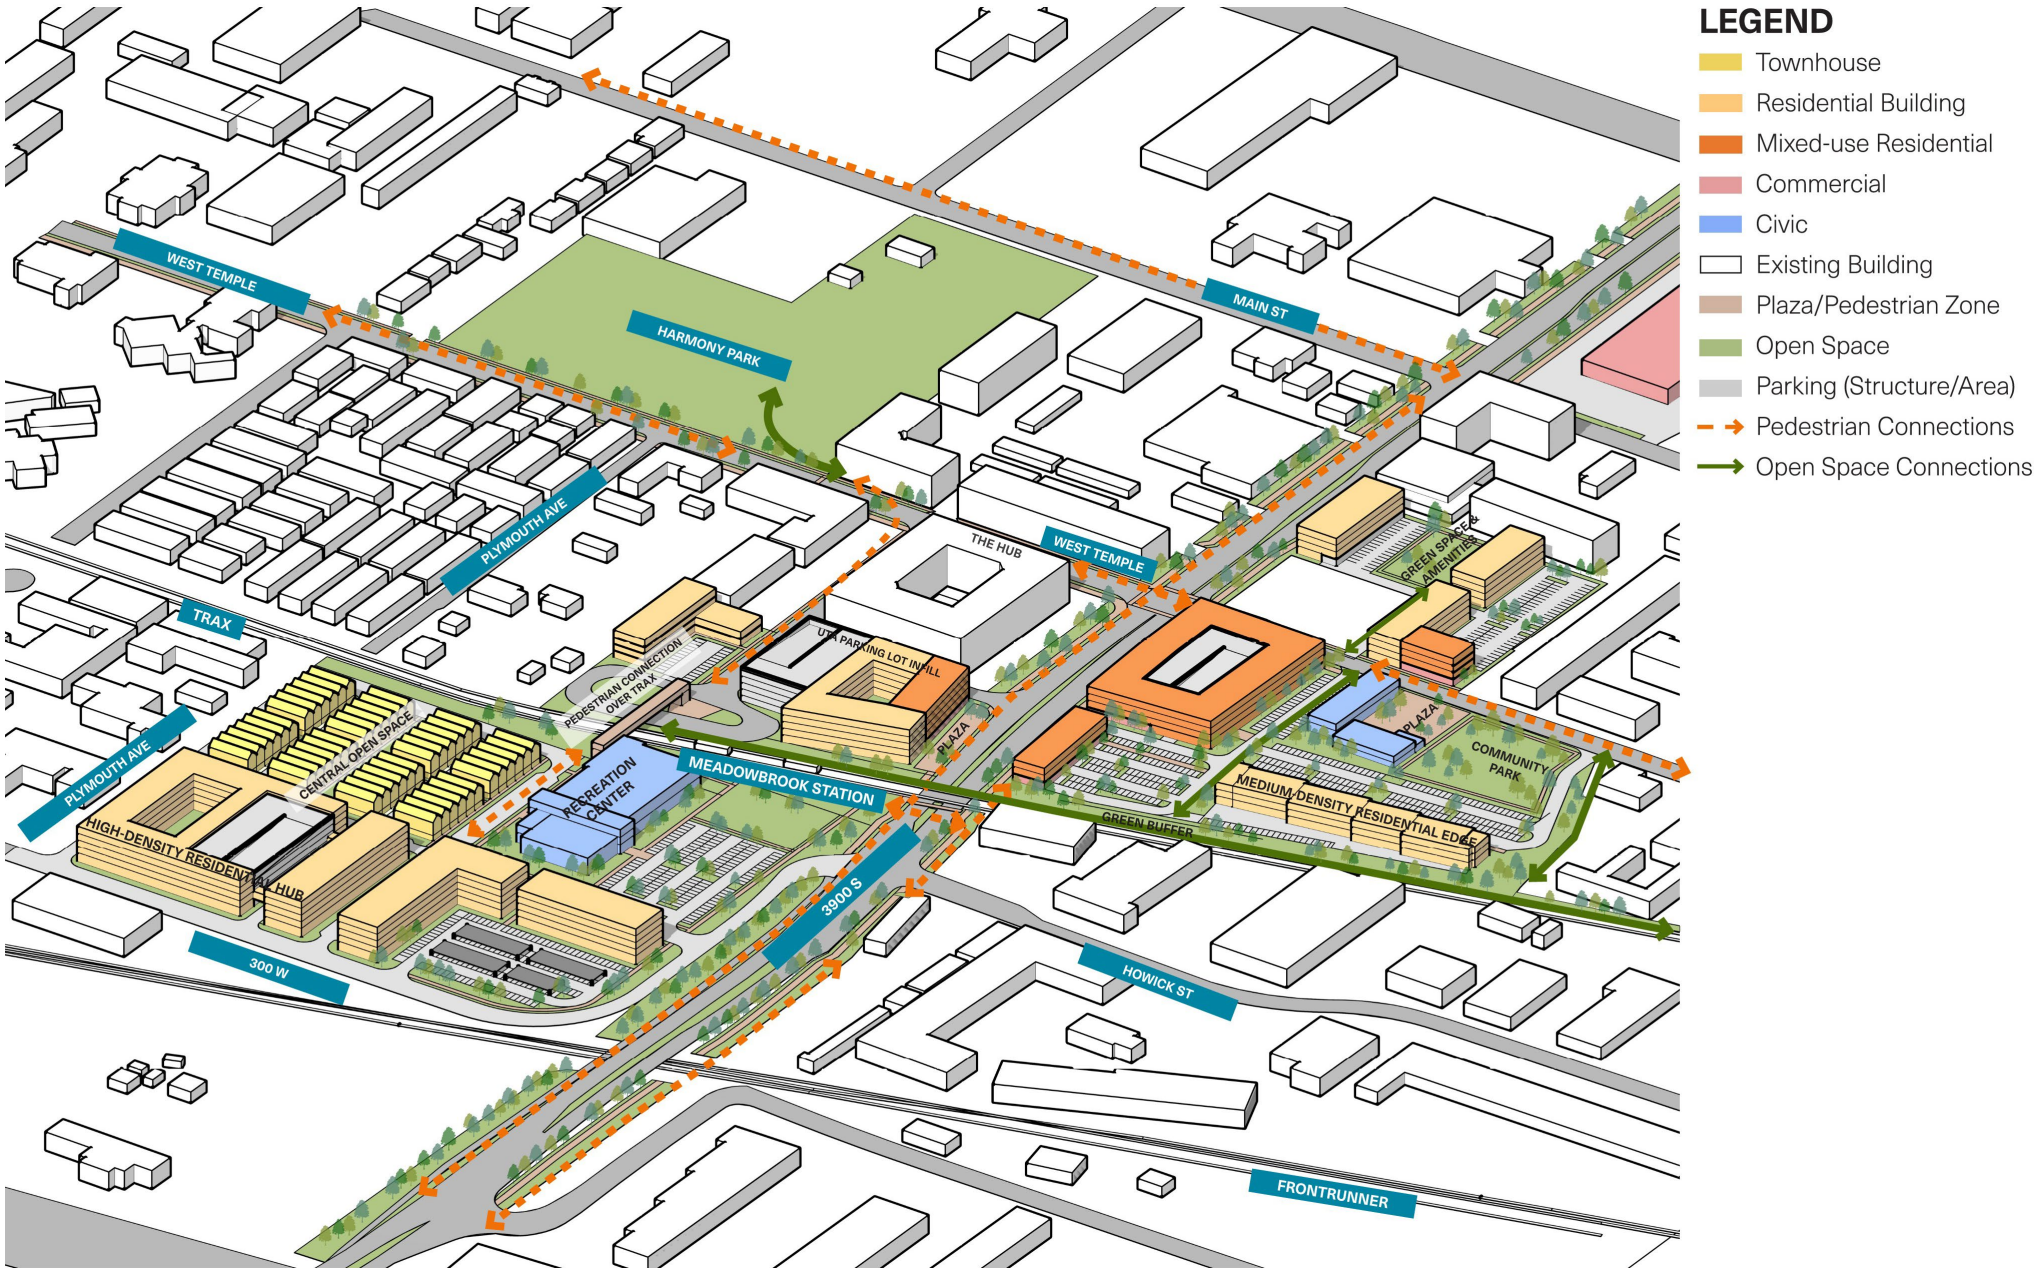 LEGEND
Townhouse
Residential Building
Mixed-use Residential
Commercial
Civic
Existing Building
Plaza/Pedestrian Zone
Open Space
Parking (Structure/Area)
Pedestrian Connections
Open Space Connections
WEST TEMPLE
MAIN ST
HARMONY PARK
PLYMOUTH AVE
THE HUB
WEST TEMPLE
GREEN SPACE &
AMENITIES
TRAX
UTA PARKING LOT INFILL
PEDESTRIAN CONNECTION
OVER TRAX
PLYMOUTH AVE
CENTRAL OPEN SPACE
PLAZA
PLAZA
COMMUNITY
PARK
RECREATION
CENTER
MEADOWBROOK STATION
MEDIUM-DENSITY RESIDENTIAL EDGE
GREEN BUFFER
HIGH-DENSITY RESIDENTIAL HUB
3900 S
300 W
HOWICK ST
FRONTRUNNER